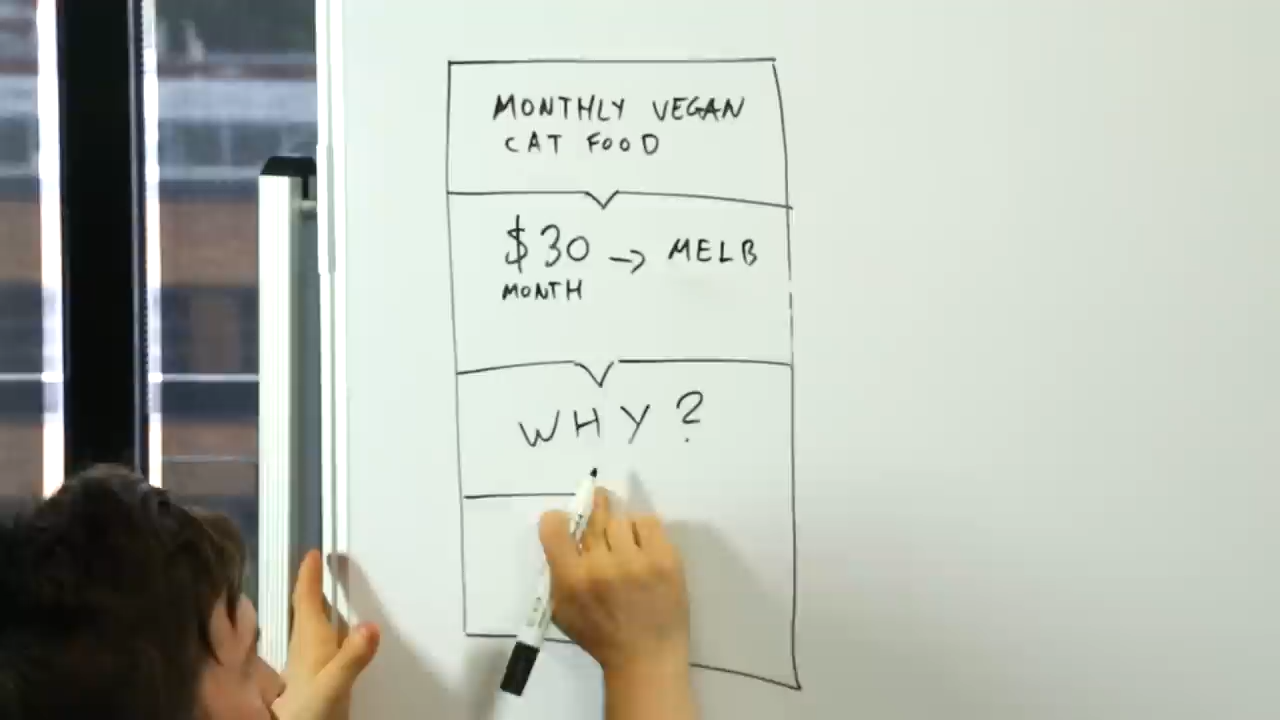 MONTHLY VEGAN
CAT FOOD
$30 → MELB
MONTH
WHY?